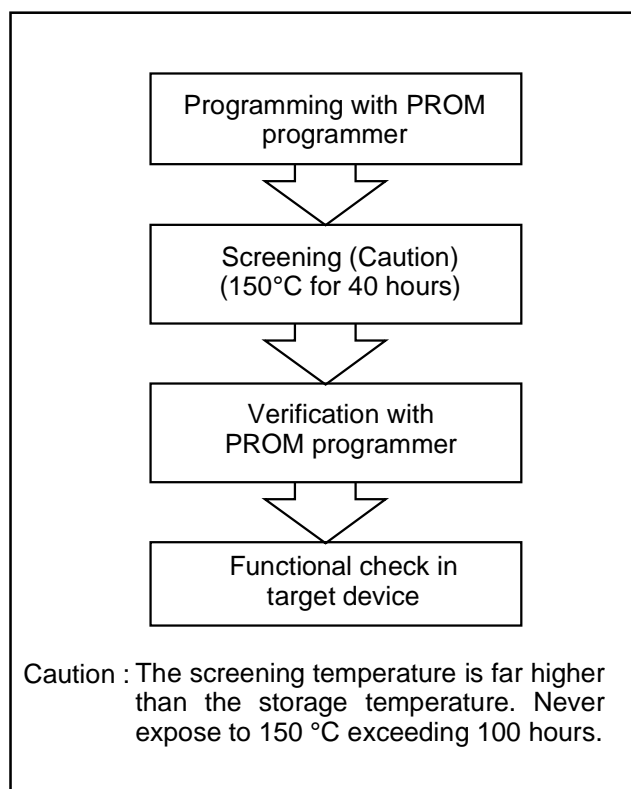 Programming with PROM
programmer
Screening (Caution)
(150°C for 40 hours)
Verification with
PROM programmer
Functional check in
target device
Caution : The screening temperature is far higher
than the storage temperature. Never
expose to 150 °C exceeding 100 hours.